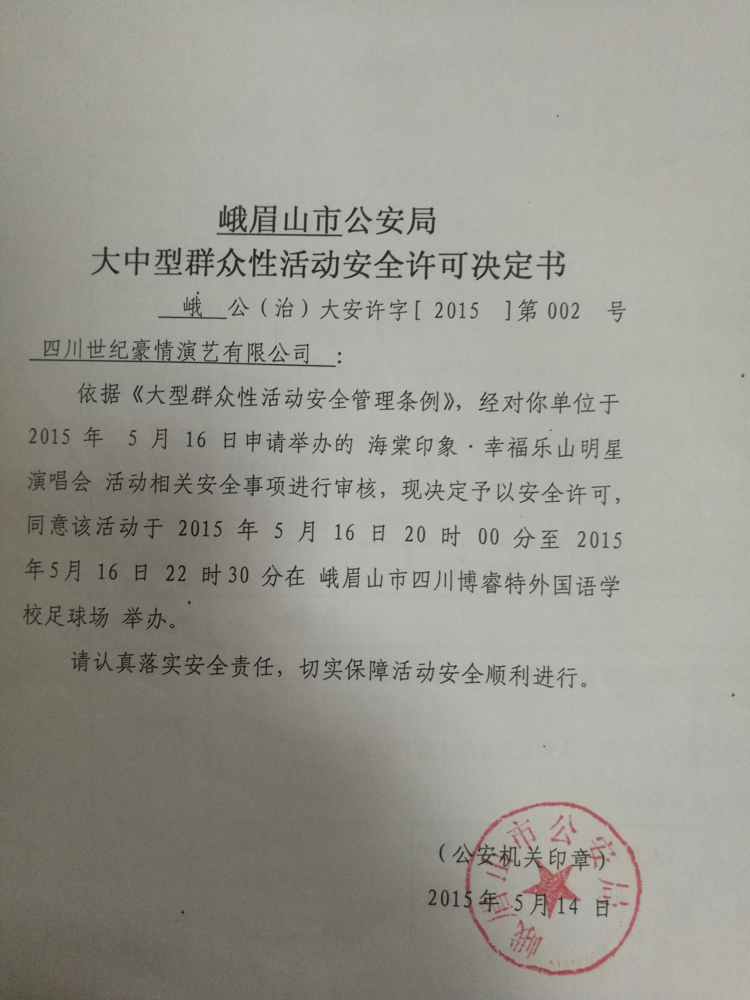 峨眉山市公安局
大中型群众性活动安全许可决定书
峨 公（治）大安许字[ 2015 ]第 002 号
四川世纪豪情演艺有限公司 ：
依据《大型群众性活动安全管理条例》，经对你单位于
2015 年 5 月 16 日申请举办的 海棠印象·幸福乐山明星
演唱会 活动相关安全事项进行审核，现决定予以安全许可，
同意该活动于 2015 年 5 月 16 日 20 时 00 分至 2015
年5月 16 日 22 时30 分在 峨眉山市四川博睿特外国语学
校足球场 举办。
请认真落实安全责任，切实保障活动安全顺利进行。
（公安机关印章）
2015年 5月14 日
峨眉山市公安局